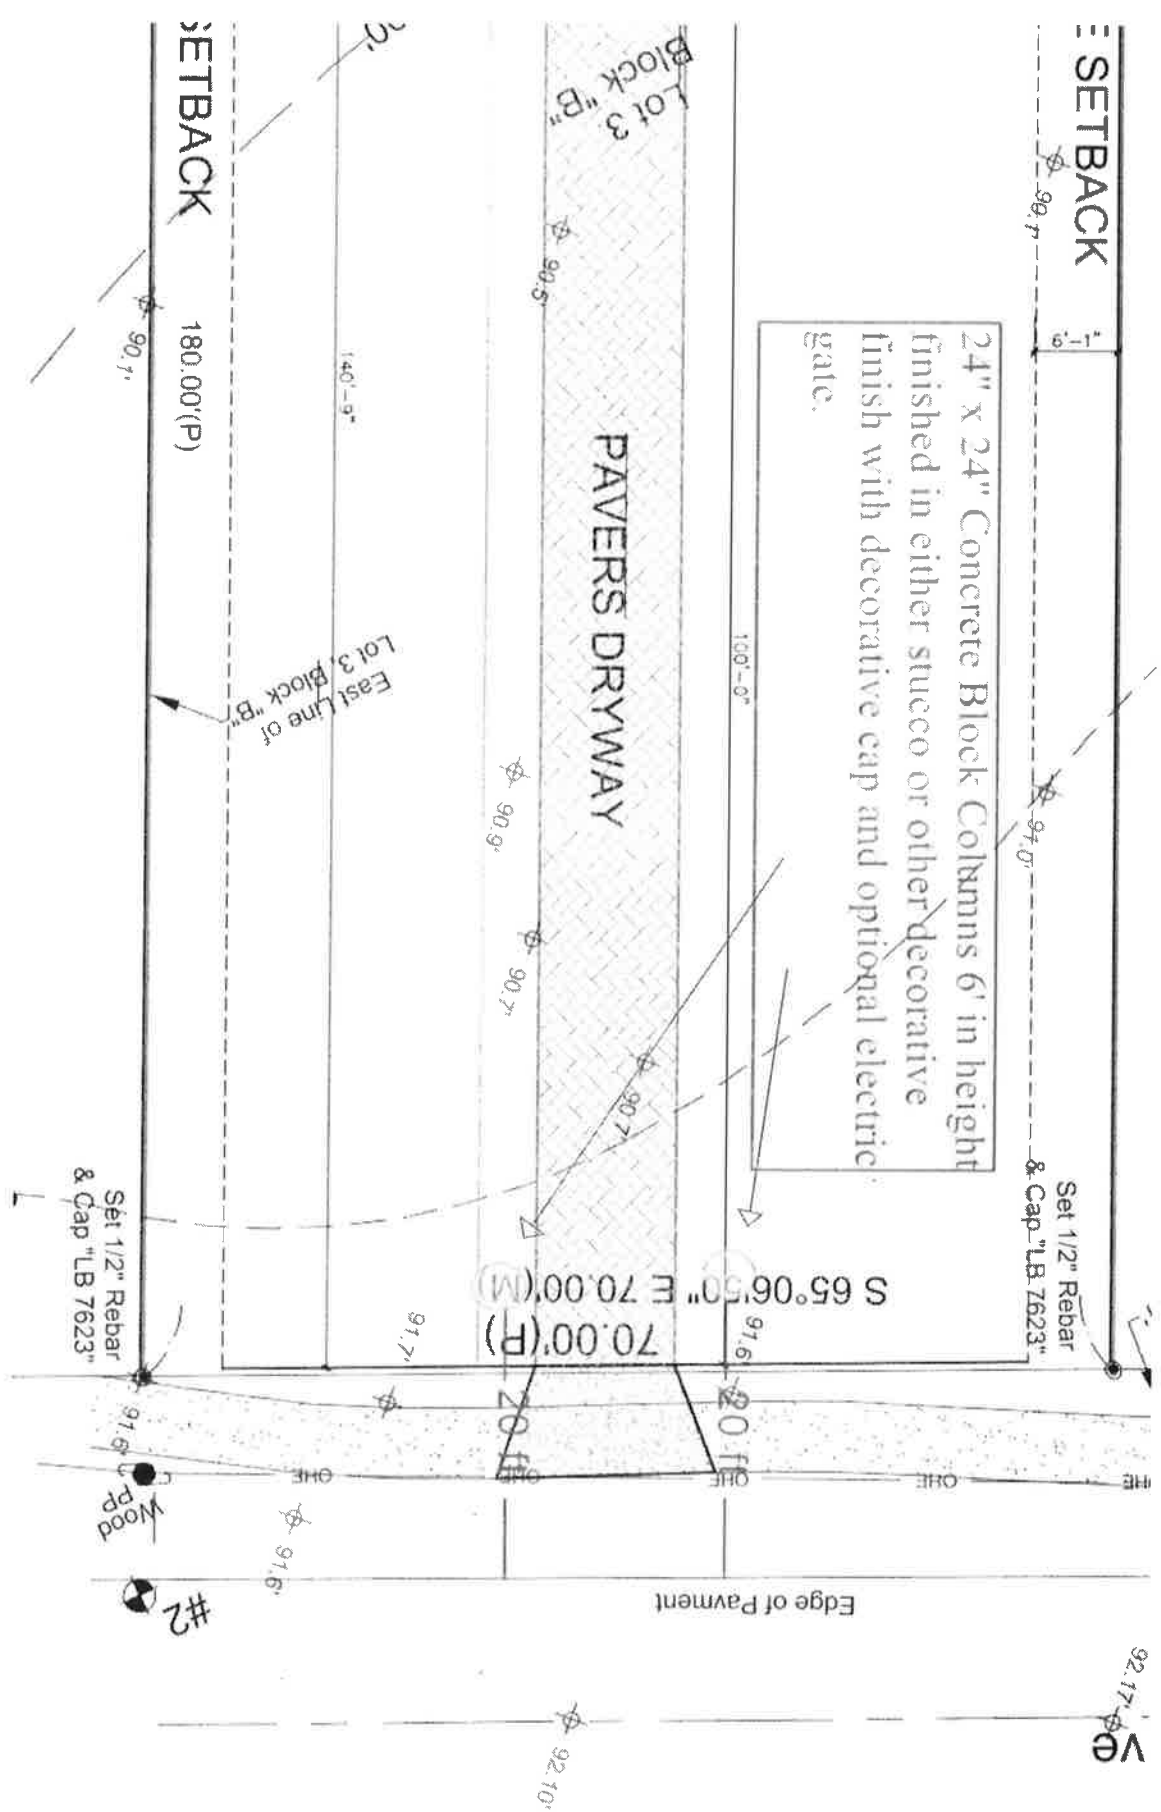 SETBACK
180.00'(P)
90.1'
140'-9"
East Line of
Lot 3, Block "B"
Lot 3
Block "B"
90.5'
PAVERS DRYWAY
90.9'
90.7'
90.7'
100'-0"
24" x 24" Concrete Block Columns 6' in height
finished in either stucco or other decorative
finish with decorative cap and optional electric
gate.
SETBACK
90.1'
6'-1"
91.0'
Set 1/2" Rebar
& Cap "LB 7623"
Set 1/2" Rebar
& Cap "LB 7623"
S 65°06'50" E 70.00'(M)
70.00'(P)
91.7'
91.6'
20 ft
20 ft
91.6'
OHE
OHE
OHE
OHE
Wood
PP
91.6'
#2
Edge of Pavment
92.10'
92.17'
ve